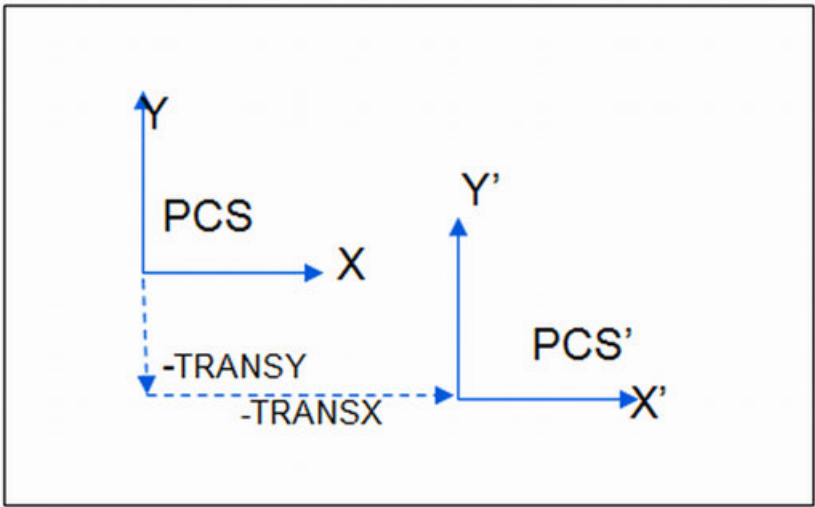 Y
PCS
X
Y’
PCS’
X’
-TRANSY
-TRANSX